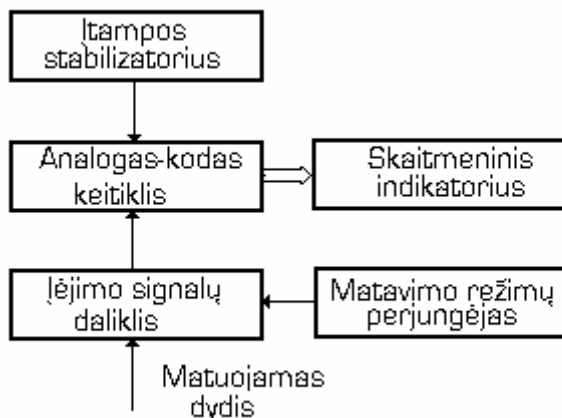 Įtampos
stabilizatorius
Analogas-kodas
keitiklis
Skaitmeninis
indikatorius
Įėjimo signalų
daliklis
Matavimo režimų
perjungėjas
Matuojamas
dydis